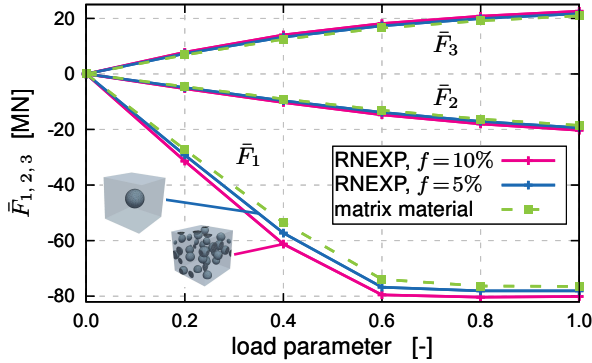 20
0
-20
-40
-60
-80
F̄1, 2, 3 [MN]
F̄3
F̄2
F̄1
RNEXP, f = 10%
RNEXP, f = 5%
matrix material
0.0 0.2 0.4 0.6 0.8 1.0
load parameter [-]